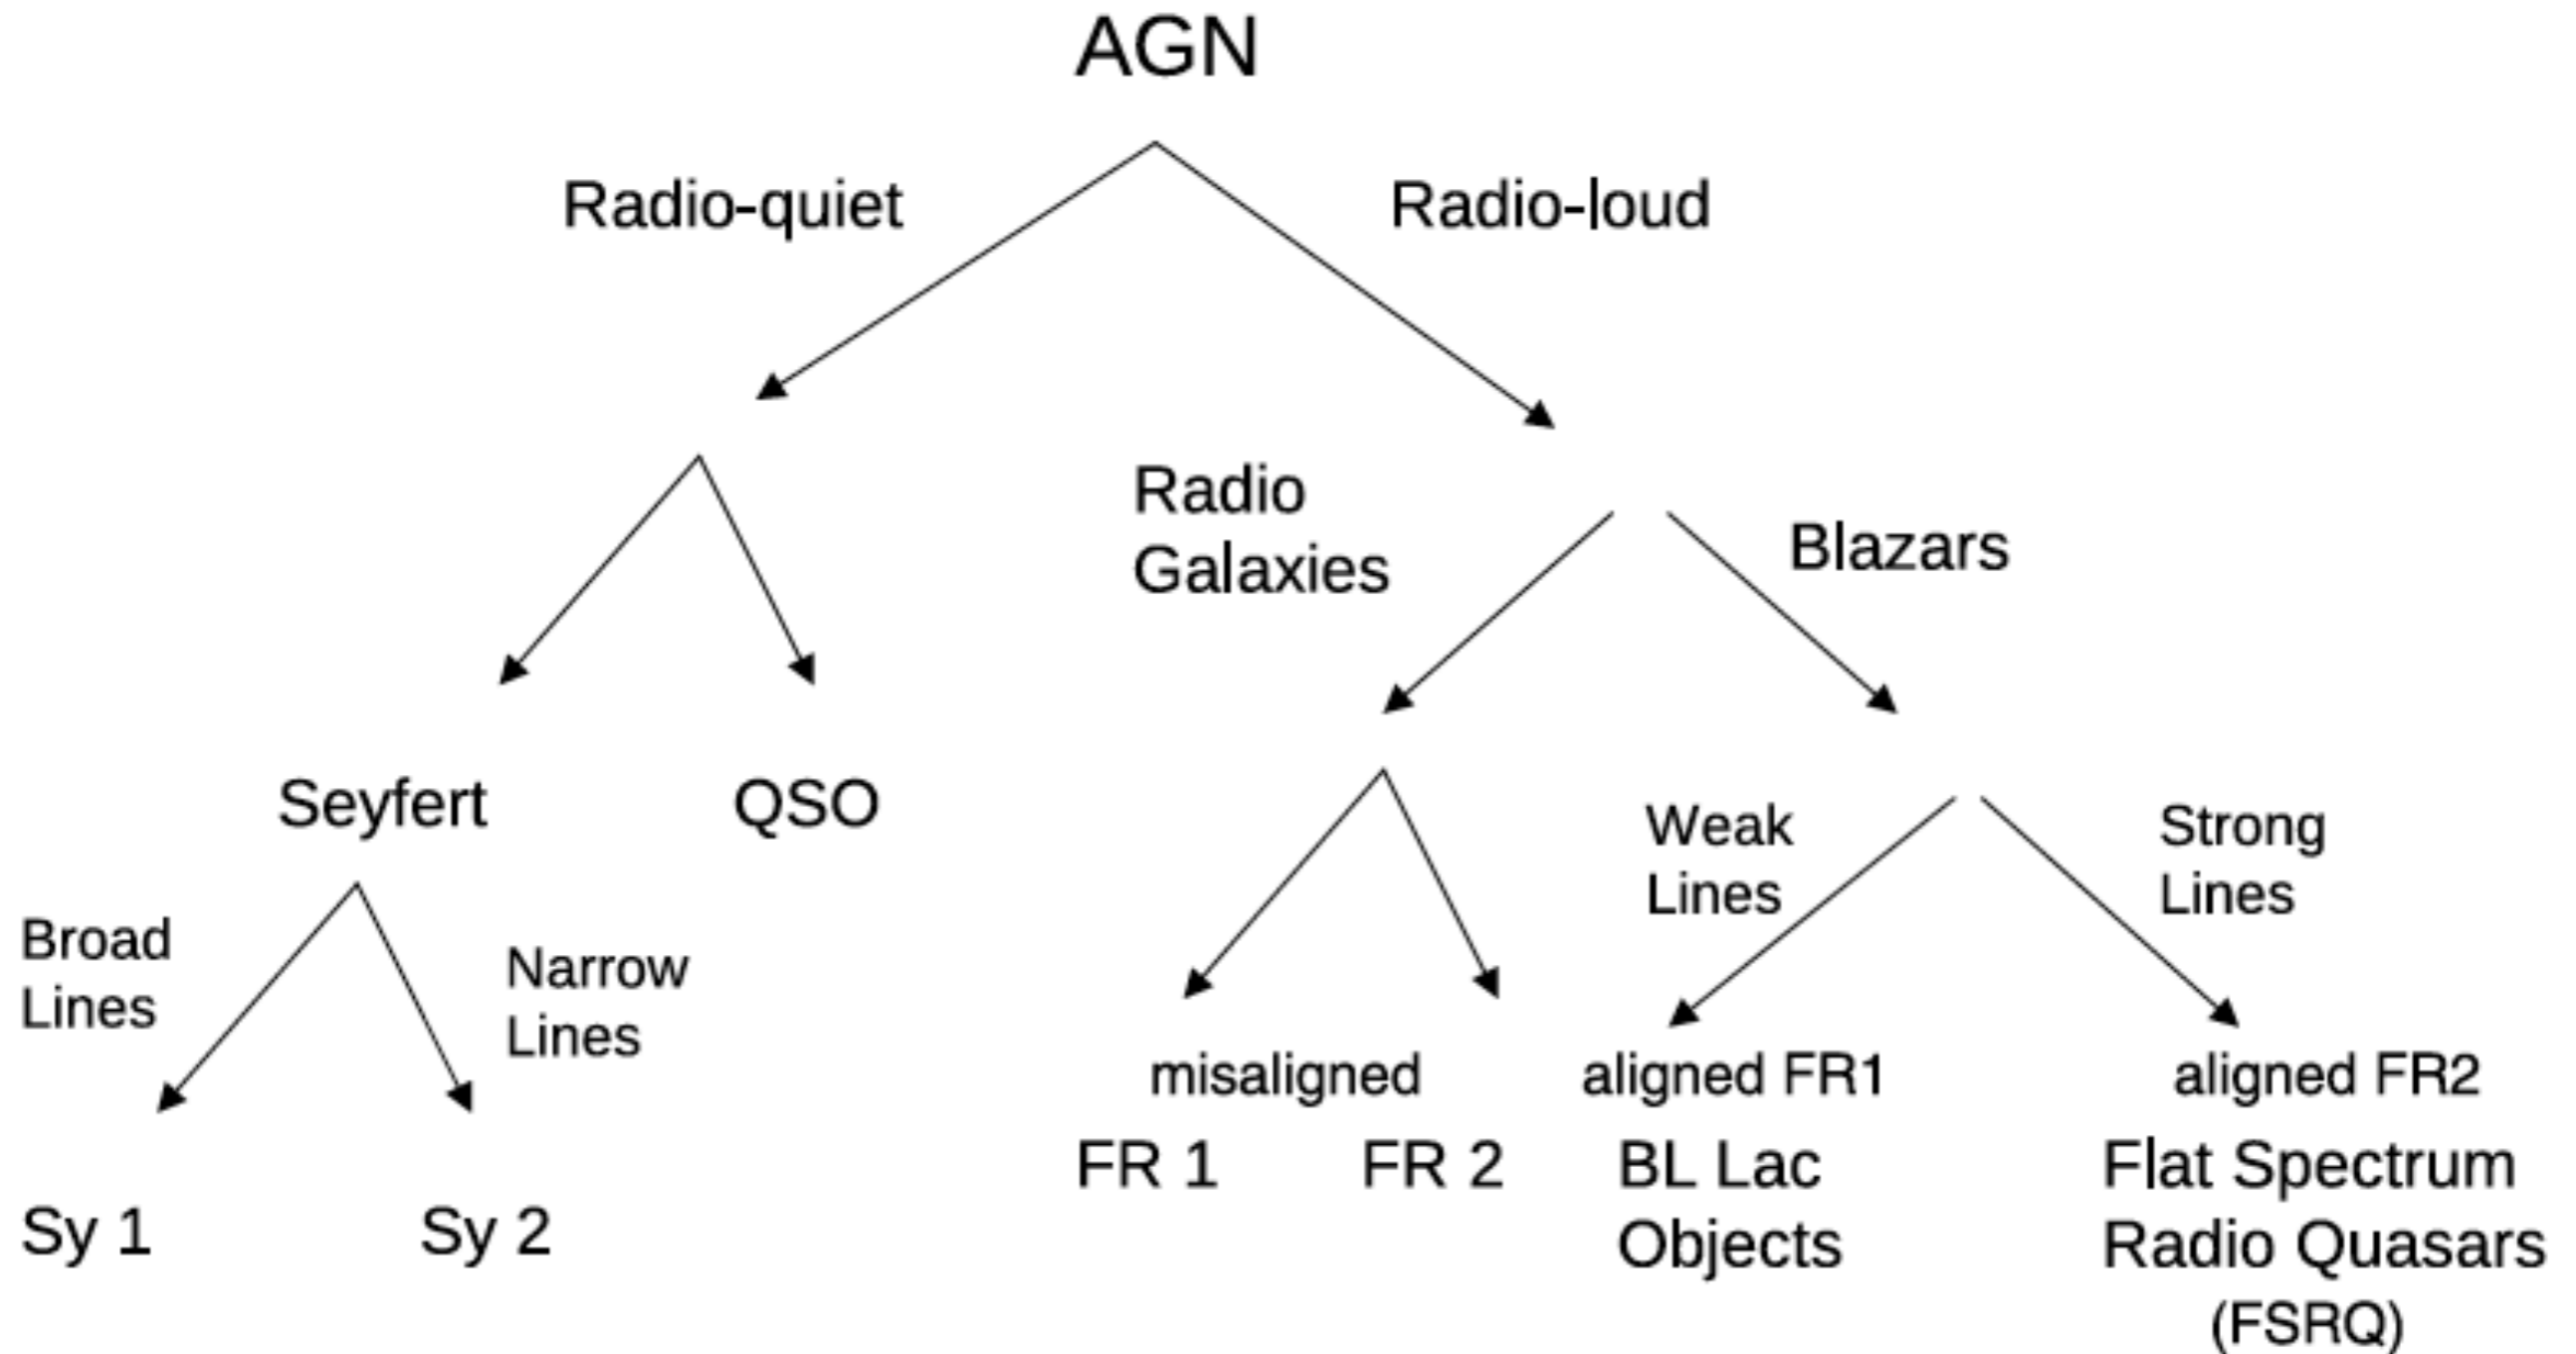 AGN
Radio-quiet
Radio-loud
Radio
Galaxies
Blazars
Seyfert
QSO
Weak
Lines
Strong
Lines
Broad
Lines
Narrow
Lines
misaligned
aligned FR1
aligned FR2
FR 1
FR 2
BL Lac
Objects
Flat Spectrum
Radio Quasars
(FSRQ)
Sy 1
Sy 2